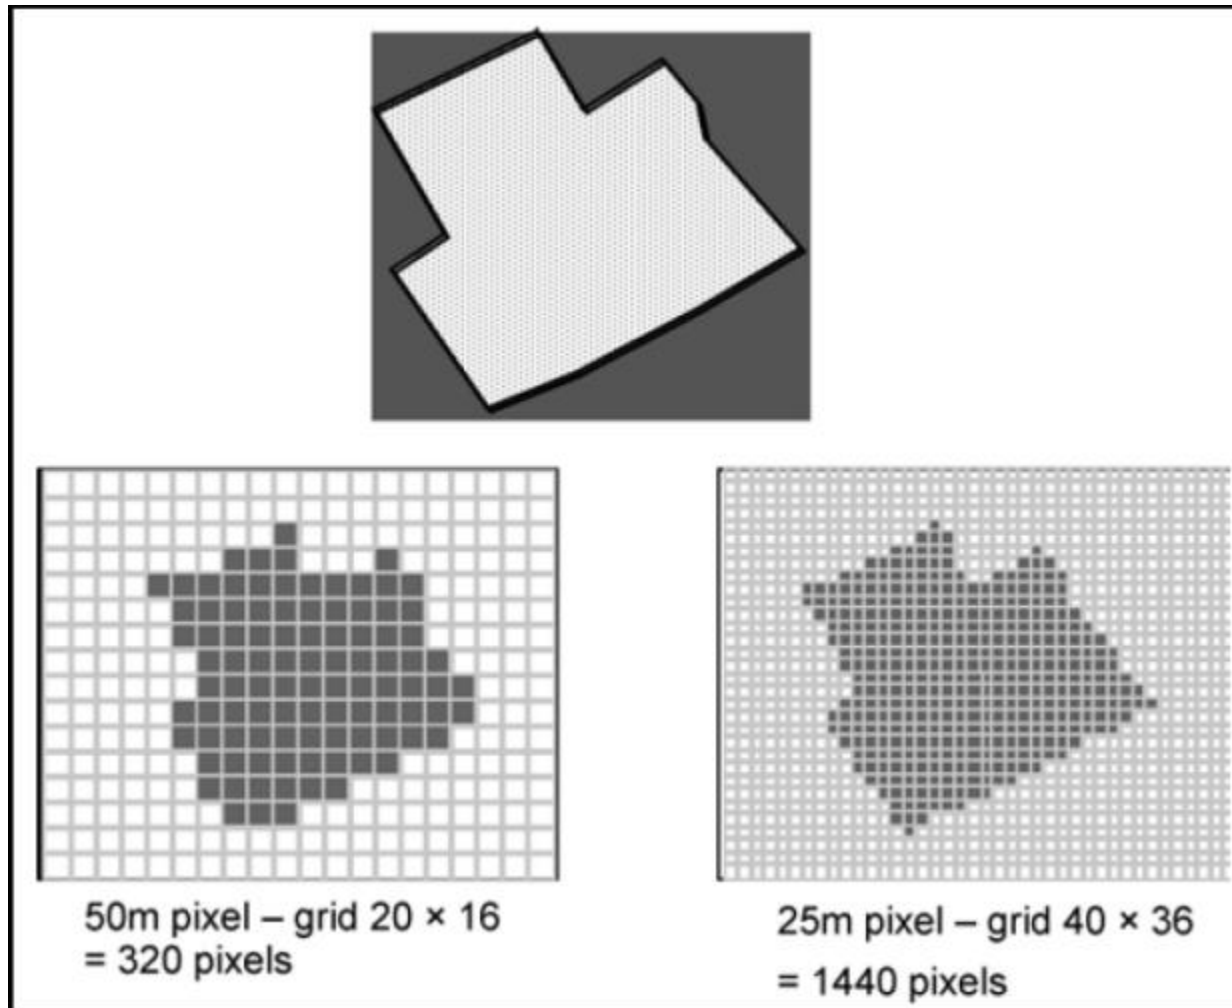 50m pixel – grid 20 × 16
= 320 pixels
25m pixel – grid 40 × 36
= 1440 pixels